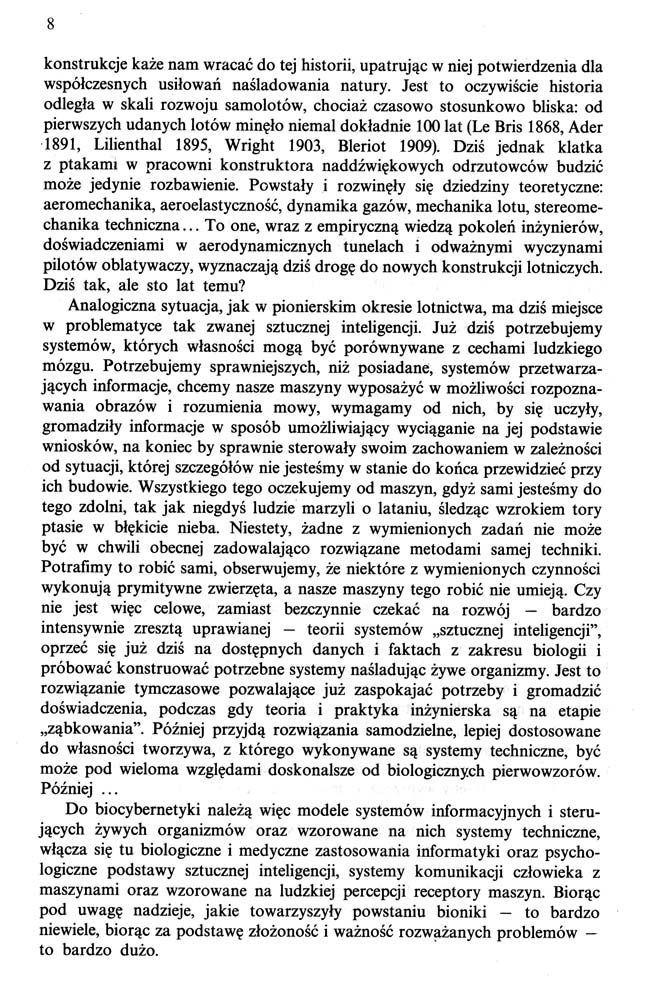 8
konstrukcje każe nam wracać do tej historii, upatrując w niej potwierdzenia dla
współczesnych usiłowań naśladowania natury. Jest to oczywiście historia
odległa w skali rozwoju samolotów, chociaż czasowo stosunkowo bliska: od
pierwszych udanych lotów minęło niemal dokładnie 100 lat (Le Bris 1868, Ader
1891, Lilienthal 1895, Wright 1903, Bleriot 1909). Dziś jednak klatka
z ptakami w pracowni konstruktora naddźwiękowych odrzutowców budzić
może jedynie rozbawienie. Powstały i rozwinęły się dziedziny teoretyczne:
aeromechanika, aeroelastyczność, dynamika gazów, mechanika lotu, stereome-
chanika techniczna... To one, wraz z empiryczną wiedzą pokoleń inżynierów,
doświadczeniami w aerodynamicznych tunelach i odważnymi wyczynami
pilotów oblatywaczy, wyznaczają dziś drogę do nowych konstrukcji lotniczych.
Dziś tak, ale sto lat temu?
Analogiczna sytuacja, jak w pionierskim okresie lotnictwa, ma dziś miejsce
w problematyce tak zwanej sztucznej inteligencji. Już dziś potrzebujemy
systemów, których własności mogą być porównywane z cechami ludzkiego
mózgu. Potrzebujemy sprawniejszych, niż posiadane, systemów przetwarza-
jących informacje, chcemy nasze maszyny wyposażyć w możliwości rozpozna-
wania obrazów i rozumienia mowy, wymagamy od nich, by się uczyły,
gromadziły informacje w sposób umożliwiający wyciąganie na jej podstawie
wniosków, na koniec by sprawnie sterowały swoim zachowaniem w zależności
od sytuacji, której szczegółów nie jesteśmy w stanie do końca przewidzieć przy
ich budowie. Wszystkiego tego oczekujemy od maszyn, gdyż sami jesteśmy do
tego zdolni, tak jak niegdyś ludzie marzyli o lataniu, śledząc wzrokiem tory
ptasie w błękicie nieba. Niestety, żadne z wymienionych zadań nie może
być w chwili obecnej zadowalająco rozwiązane metodami samej techniki.
Potrafimy to robić sami, obserwujemy, że niektóre z wymienionych czynności
wykonują prymitywne zwierzęta, a nasze maszyny tego robić nie umieją. Czy
nie jest więc celowe, zamiast bezczynnie czekać na rozwój — bardzo
intensywnie zresztą uprawianej — teorii systemów „sztucznej inteligencji”,
oprzeć się już dziś na dostępnych danych i faktach z zakresu biologii i
próbować konstruować potrzebne systemy naśladując żywe organizmy. Jest to
rozwiązanie tymczasowe pozwalające już zaspokajać potrzeby i gromadzić
doświadczenia, podczas gdy teoria i praktyka inżynierska są na etapie
„ząbkowania”. Później przyjdą rozwiązania samodzielne, lepiej dostosowane
do własności tworzywa, z którego wykonywane są systemy techniczne, być
może pod wieloma względami doskonalsze od biologicznych pierwowzorów.
Później ...
Do biocybernetyki należą więc modele systemów informacyjnych i steru-
jących żywych organizmów oraz wzorowane na nich systemy techniczne,
włącza się tu biologiczne i medyczne zastosowania informatyki oraz psycho-
logiczne podstawy sztucznej inteligencji, systemy komunikacji człowieka z
maszynami oraz wzorowane na ludzkiej percepcji receptory maszyn. Biorąc
pod uwagę nadzieje, jakie towarzyszyły powstaniu bioniki — to bardzo
niewiele, biorąc za podstawę złożoność i ważność rozważanych problemów —
to bardzo dużo.